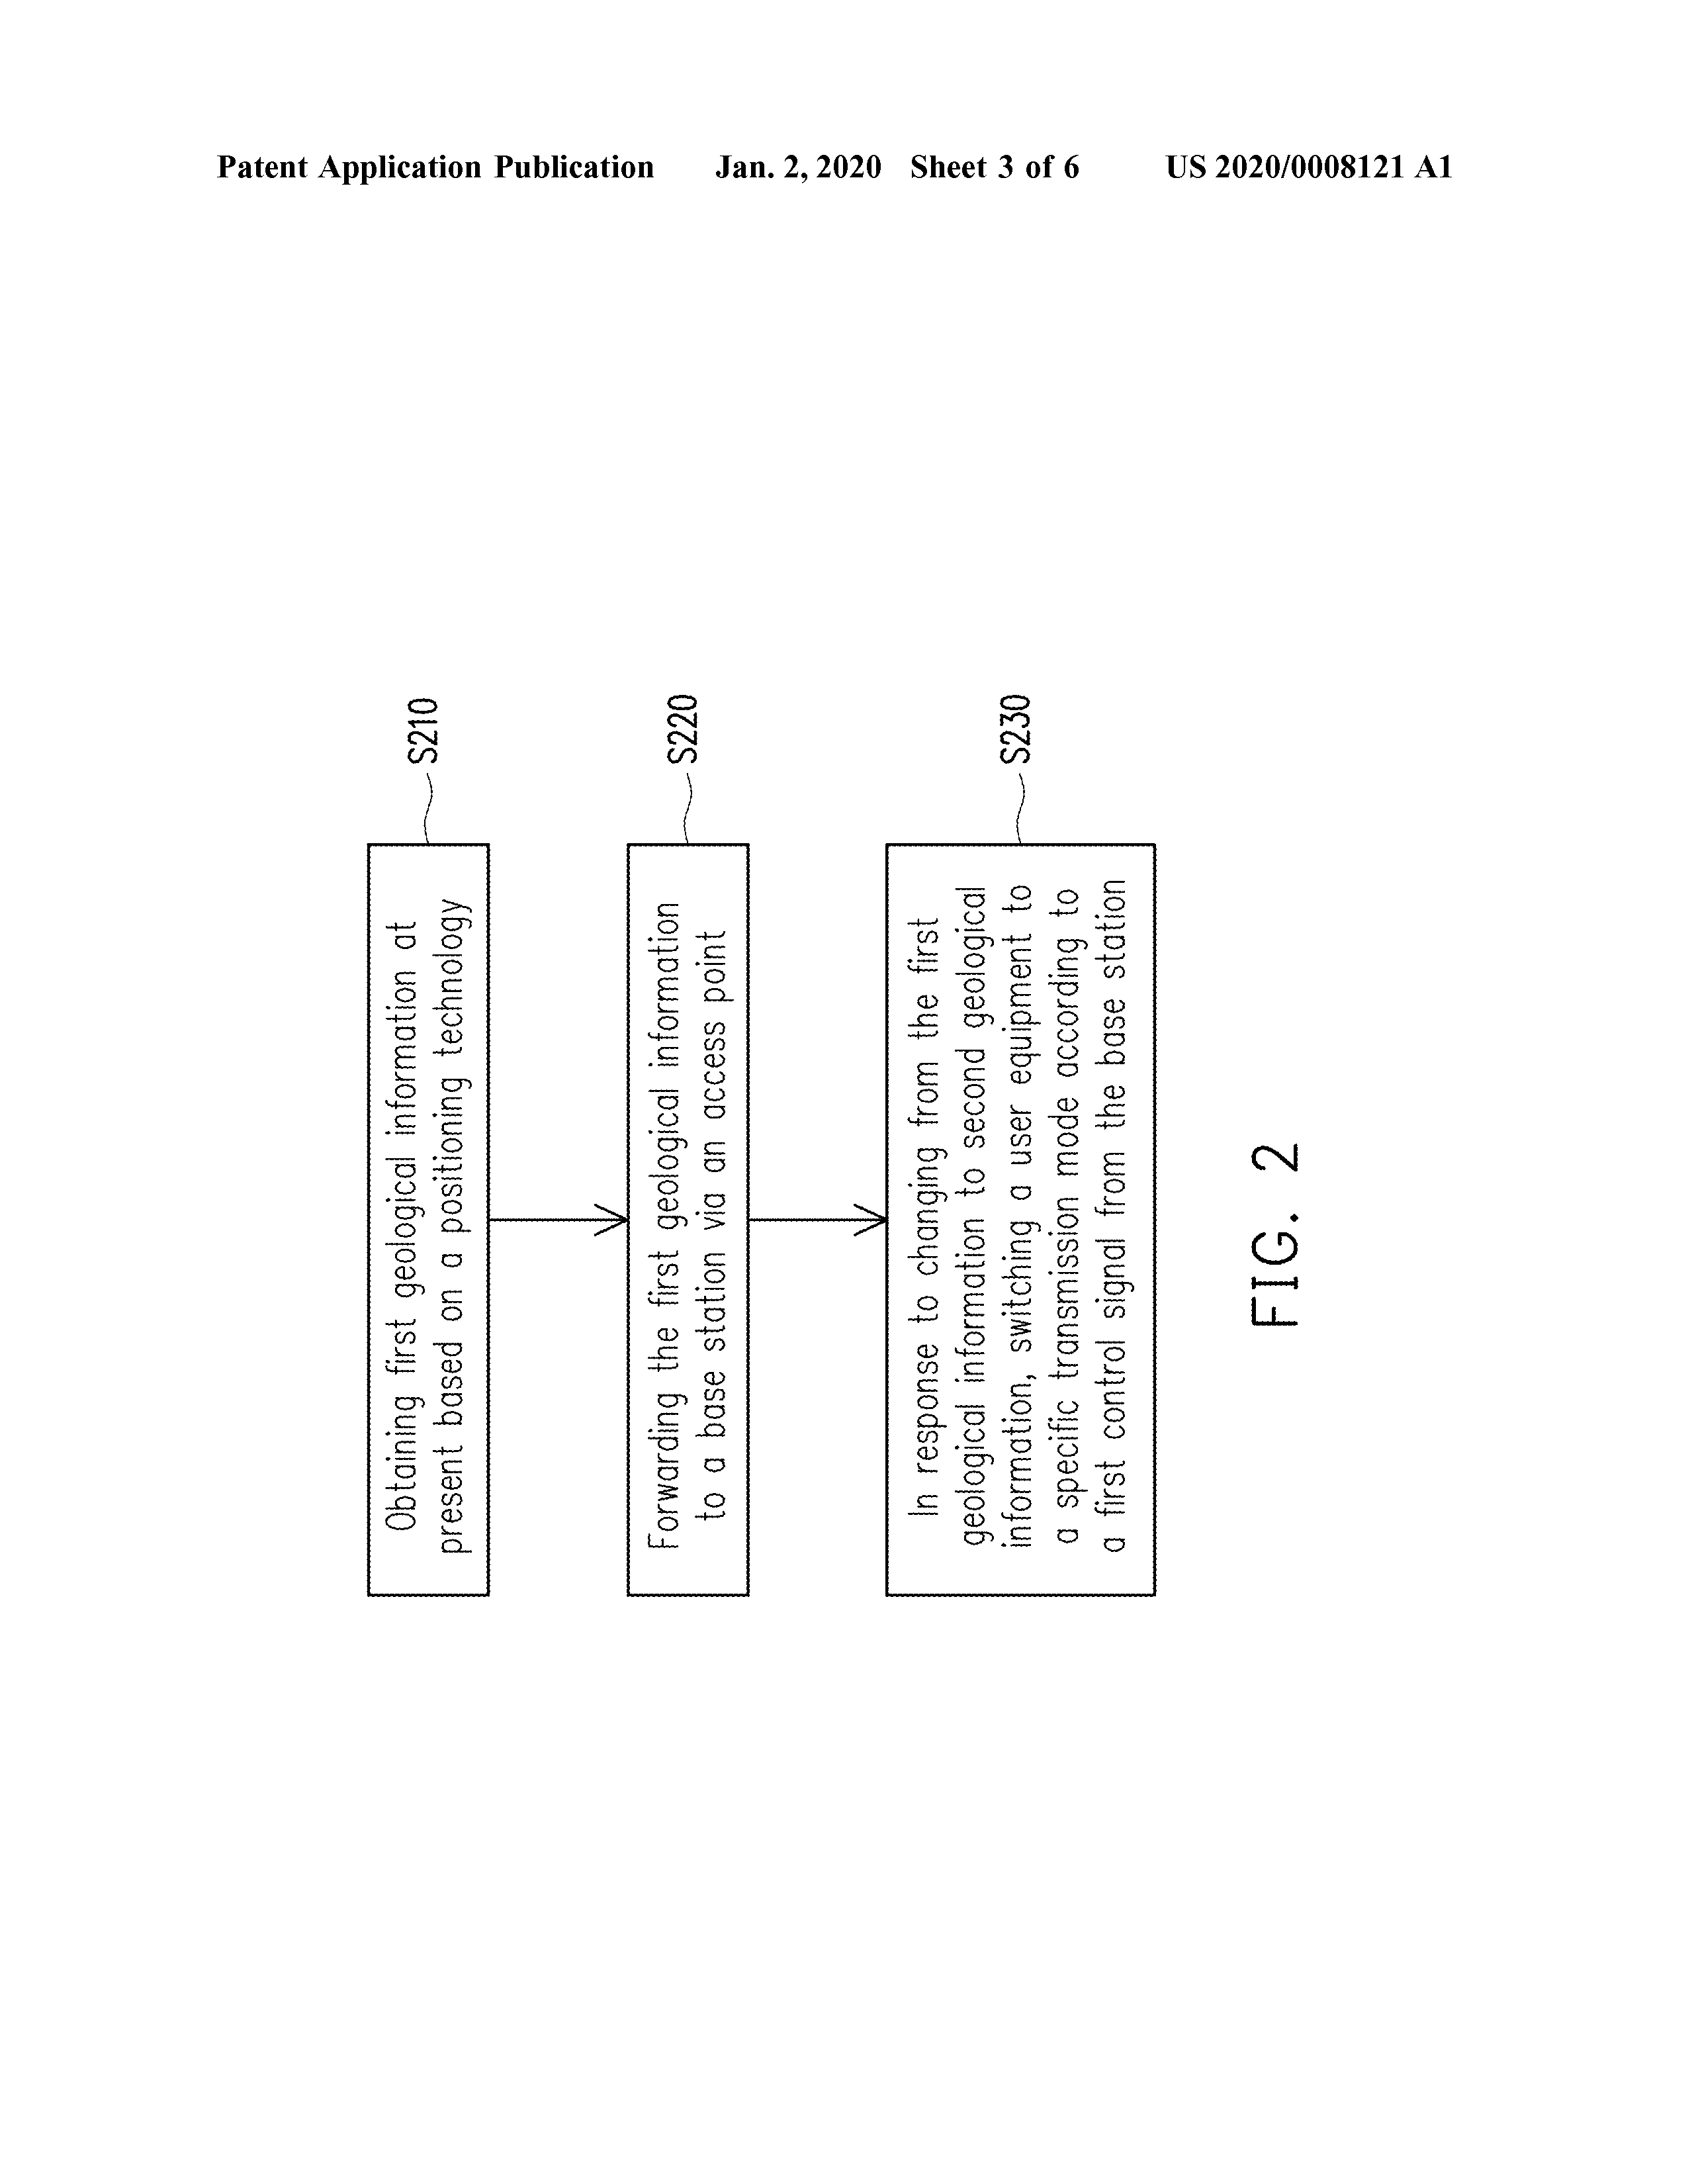 Patent Application Publication Jan. 2, 2020 Sheet 3 of 6 US 2020/0008121 A1
Obtaining first geological information at
present based on a positioning technology
S210
Forwarding the first geological information
to a base station via an access point
S220
In response to changing from the first
geological information to second geological
information, switching a user equipment to
a specific transmission mode according to
a first control signal from the base station
S230
FIG. 2